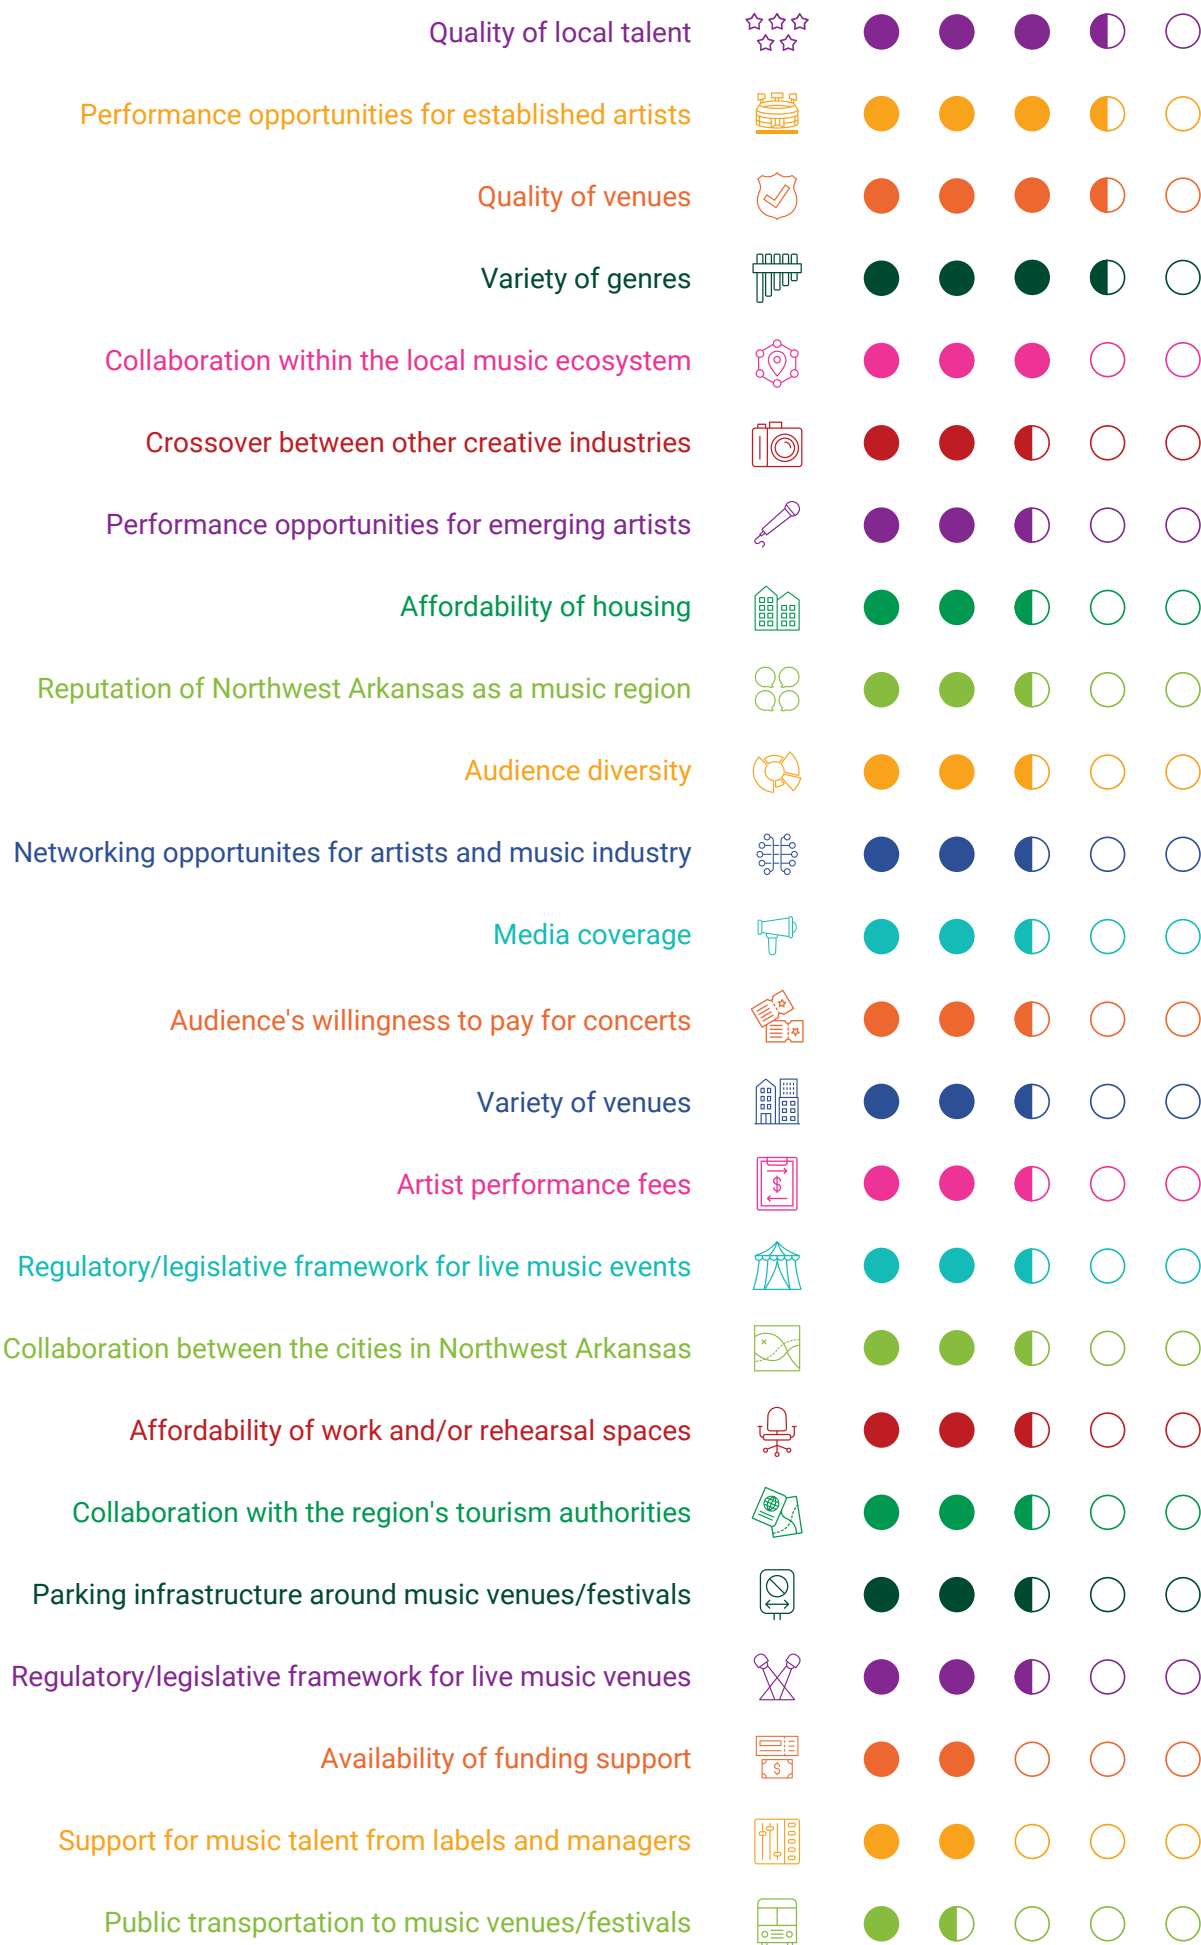 Quality of local talent
Performance opportunities for established artists
Quality of venues
Variety of genres
Collaboration within the local music ecosystem
Crossover between other creative industries
Performance opportunities for emerging artists
Affordability of housing
Reputation of Northwest Arkansas as a music region
Audience diversity
Networking opportunites for artists and music industry
Media coverage
Audience's willingness to pay for concerts
Variety of venues
Artist performance fees
Regulatory/legislative framework for live music events
Collaboration between the cities in Northwest Arkansas
Affordability of work and/or rehearsal spaces
Collaboration with the region's tourism authorities
Parking infrastructure around music venues/festivals
Regulatory/legislative framework for live music venues
Availability of funding support
Support for music talent from labels and managers
Public transportation to music venues/festivals